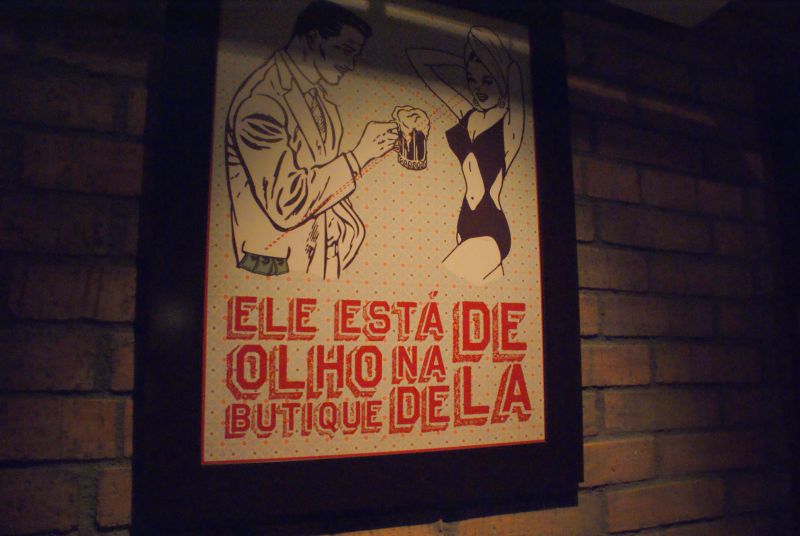 ELE ESTÁ DE
OLHO NA
BUTIQUE DELA